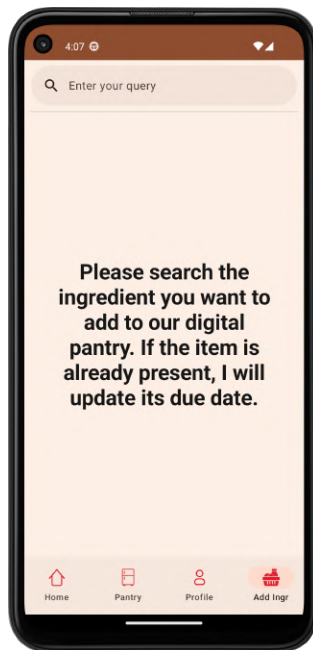 4:07
Enter your query
Please search the
ingredient you want to
add to our digital
pantry. If the item is
already present, I will
update its due date.
Home Pantry Profile Add Ingr